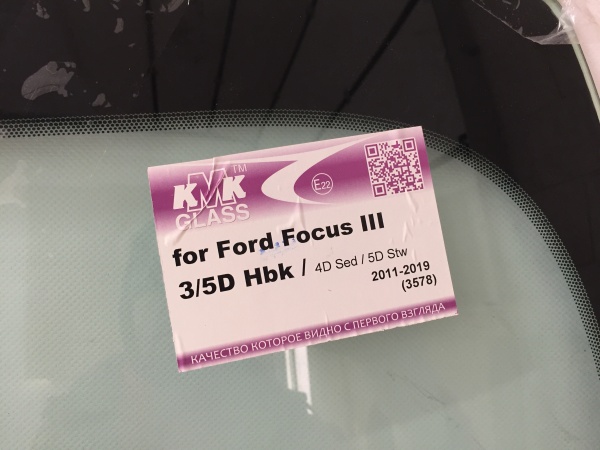 KMK™
GLASS
E22
for Ford Focus III
3/5D Hbk / 4D Sed / 5D Stw
2011-2019
(3578)
КАЧЕСТВО КОТОРОЕ ВИДНО С ПЕРВОГО ВЗГЛЯДА